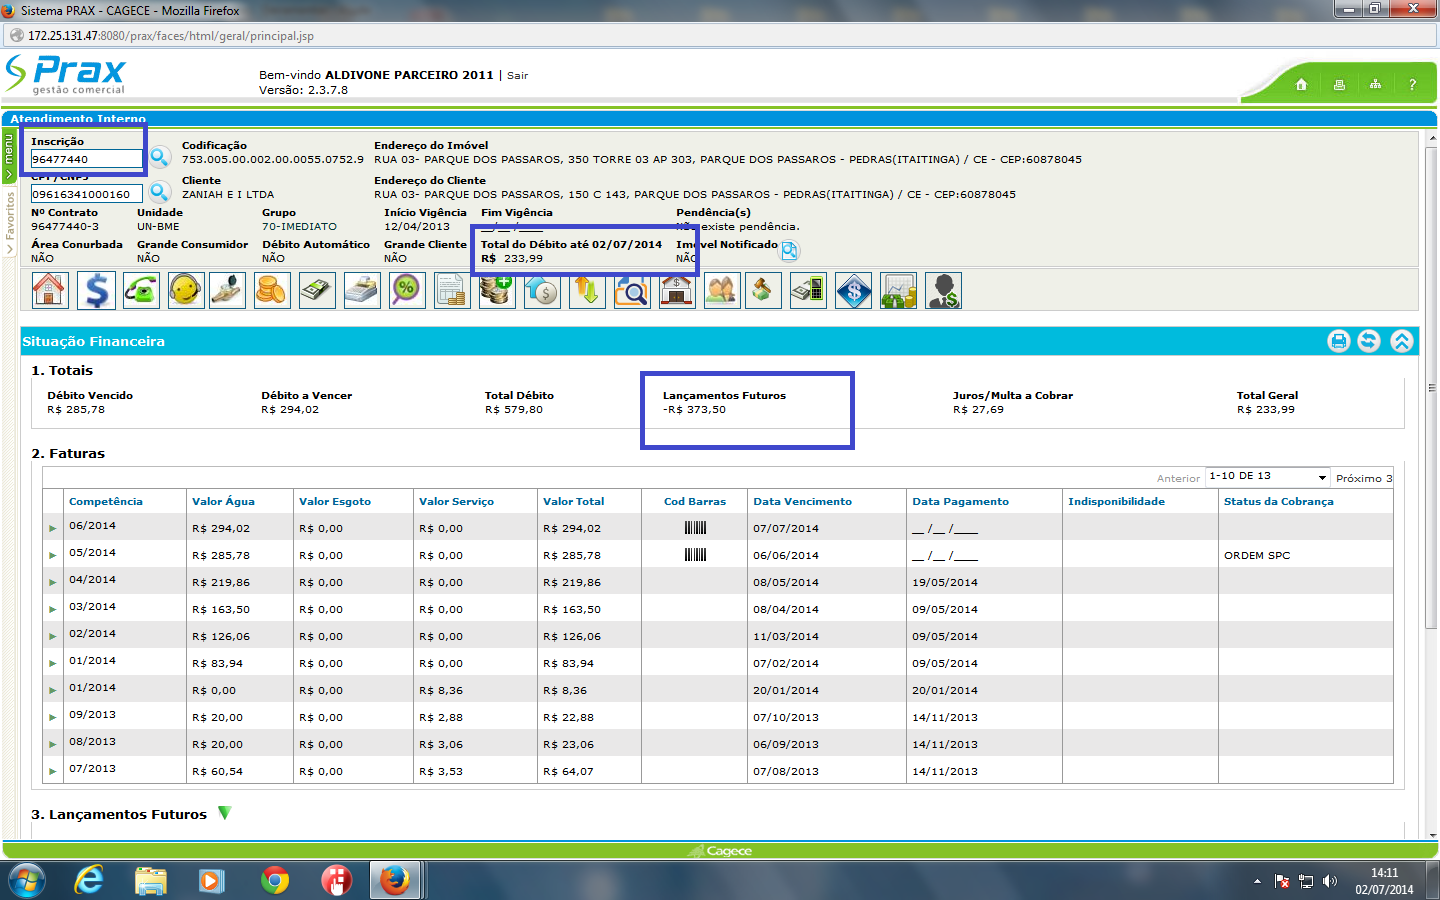 Sistema PRAX - CAGECE - Mozilla Firefox
172.25.131.47:8080/prax/faces/html/geral/principal.jsp
Prax
gestão comercial
Bem-vindo ALDIVONE PARCEIRO 2011 | Sair
Versão: 2.3.7.8
?
Atendimento Interno
menu
Favoritos
Inscrição Codificação Endereço do Imóvel
96477440 753.005.00.002.00.0055.0752.9 RUA 03- PARQUE DOS PASSAROS, 350 TORRE 03 AP 303, PARQUE DOS PASSAROS - PEDRAS(ITAITINGA) / CE - CEP:60878045
CPF/CNPJ Cliente Endereço do Cliente
09616341000160 ZANIAH E I LTDA RUA 03- PARQUE DOS PASSAROS, 150 C 143, PARQUE DOS PASSAROS - PEDRAS(ITAITINGA) / CE - CEP:60878045
Nº Contrato Unidade Grupo Início Vigência Fim Vigência Pendência(s)
96477440-3 UN-BME 70-IMEDIATO 12/04/2013 __/__/____ Não existe pendência.
Área Conurbada Grande Consumidor Débito Automático Grande Cliente Total do Débito até 02/07/2014 Imóvel Notificado
NÃO NÃO NÃO NÃO R$ 233,99 NÃO
Situação Financeira
1. Totais
Débito Vencido Débito a Vencer Total Débito Lançamentos Futuros Juros/Multa a Cobrar Total Geral
R$ 285,78 R$ 294,02 R$ 579,80 -R$ 373,50 R$ 27,69 R$ 233,99
2. Faturas
Anterior 1-10 DE 13 Próximo 3
Competência Valor Água Valor Esgoto Valor Serviço Valor Total Cod Barras Data Vencimento Data Pagamento Indisponibilidade Status da Cobrança
06/2014 R$ 294,02 R$ 0,00 R$ 0,00 R$ 294,02 07/07/2014 __ /__ /____
05/2014 R$ 285,78 R$ 0,00 R$ 0,00 R$ 285,78 06/06/2014 __ /__ /____ ORDEM SPC
04/2014 R$ 219,86 R$ 0,00 R$ 0,00 R$ 219,86 08/05/2014 19/05/2014
03/2014 R$ 163,50 R$ 0,00 R$ 0,00 R$ 163,50 08/04/2014 09/05/2014
02/2014 R$ 126,06 R$ 0,00 R$ 0,00 R$ 126,06 11/03/2014 09/05/2014
01/2014 R$ 83,94 R$ 0,00 R$ 0,00 R$ 83,94 07/02/2014 09/05/2014
01/2014 R$ 0,00 R$ 0,00 R$ 8,36 R$ 8,36 20/01/2014 20/01/2014
09/2013 R$ 20,00 R$ 0,00 R$ 2,88 R$ 22,88 07/10/2013 14/11/2013
08/2013 R$ 20,00 R$ 0,00 R$ 3,06 R$ 23,06 06/09/2013 14/11/2013
07/2013 R$ 60,54 R$ 0,00 R$ 3,53 R$ 64,07 07/08/2013 14/11/2013
3. Lançamentos Futuros
Cagece
14:11
02/07/2014